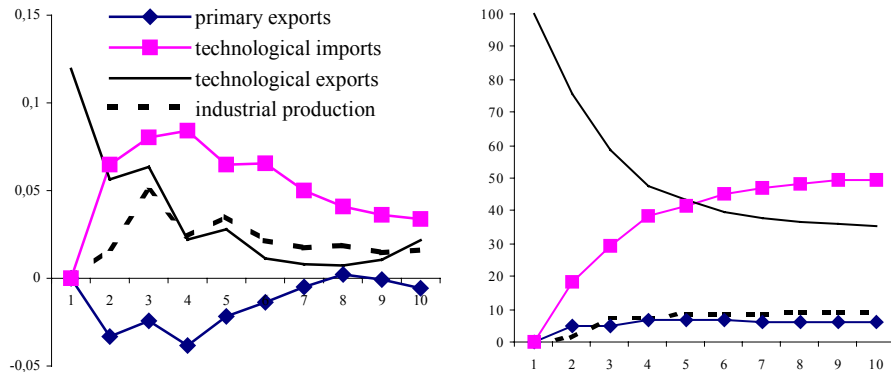 0,15
0,1
0,05
0
-0,05
primary exports
technological imports
technological exports
industrial production
1 2 3 4 5 6 7 8 9 10
100
90
80
70
60
50
40
30
20
10
0
1 2 3 4 5 6 7 8 9 10